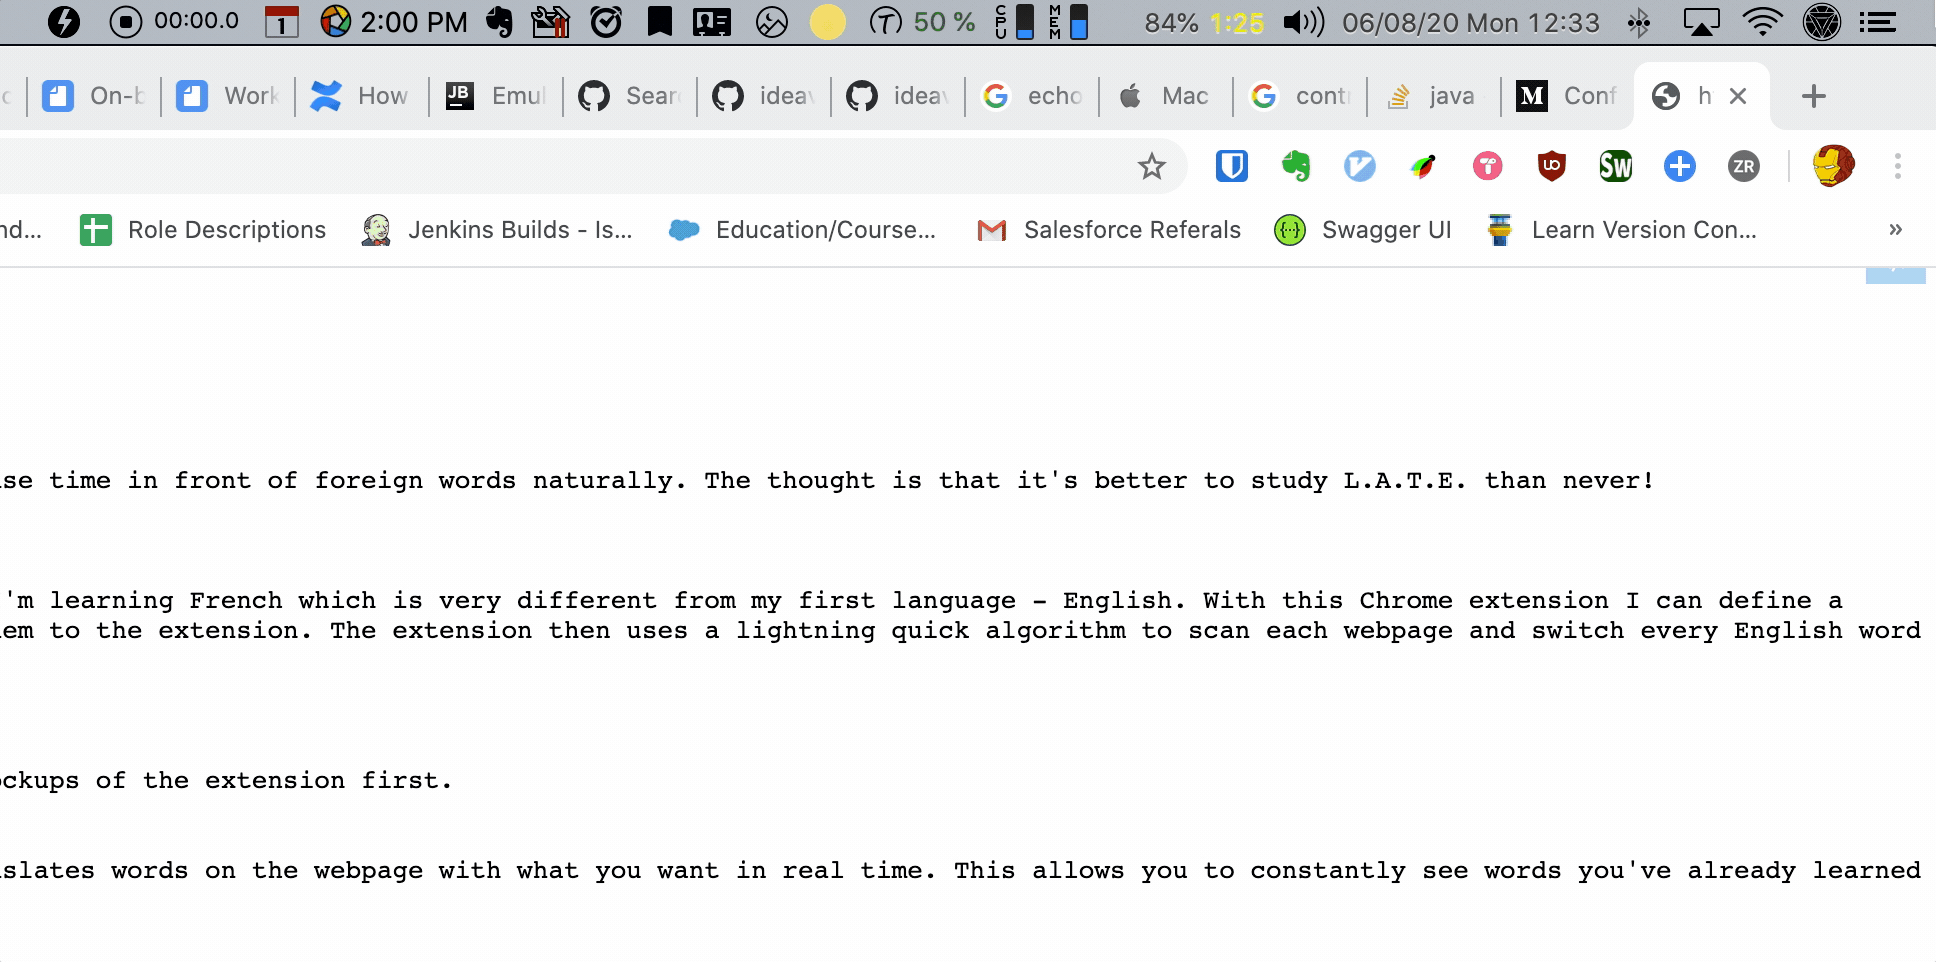 00:00.0 1 2:00 PM 50 % CPU MEM 84% 1:25 06/08/20 Mon 12:33
On-b Work How JB Emul Sear ideav ideav echo Mac cont java M Conf h
UD SW ZR
nd... Role Descriptions Jenkins Builds - Is... Education/Course... Salesforce Referals Swagger UI Learn Version Con... »
se time in front of foreign words naturally. The thought is that it's better to study L.A.T.E. than never!
'm learning French which is very different from my first language – English. With this Chrome extension I can define a
em to the extension. The extension then uses a lightning quick algorithm to scan each webpage and switch every English word
ckups of the extension first.
slates words on the webpage with what you want in real time. This allows you to constantly see words you've already learned